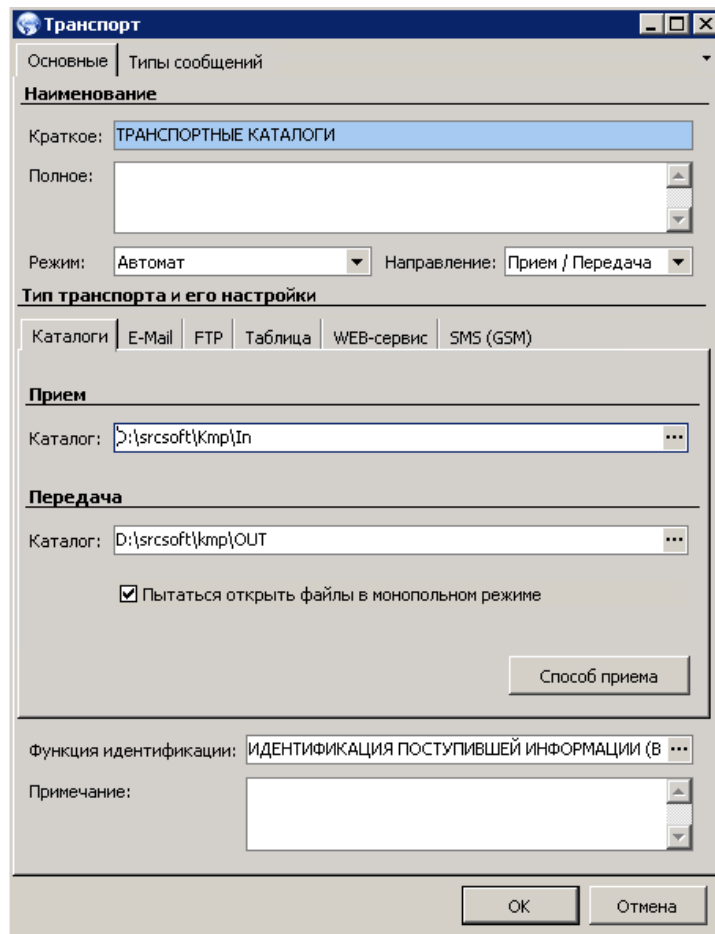 Транспорт
Основные Типы сообщений
Наименование
Краткое: ТРАНСПОРТНЫЕ КАТАЛОГИ
Полное:
Режим: Автомат Направление: Прием / Передача
Тип транспорта и его настройки
Каталоги E-Mail FTP Таблица WEB-сервис SMS (GSM)
Прием
Каталог: D:\srcsoft\Kmp\In ...
Передача
Каталог: D:\srcsoft\kmp\OUT ...
Пытаться открыть файлы в монопольном режиме
Способ приема
Функция идентификации: ИДЕНТИФИКАЦИЯ ПОСТУПИВШЕЙ ИНФОРМАЦИИ (В ...
Примечание:
OK Отмена